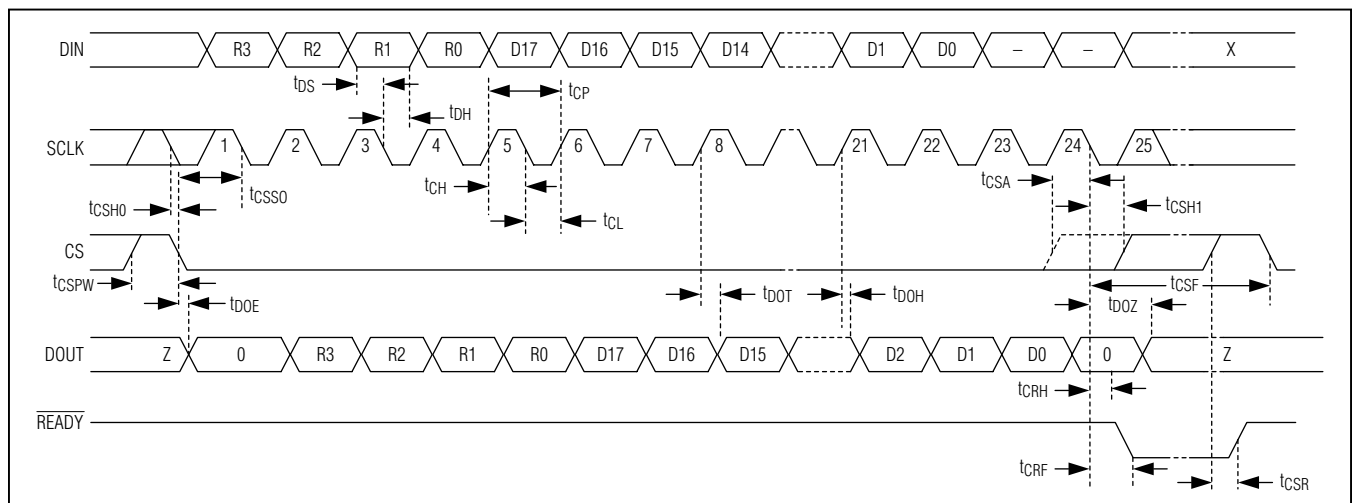 DIN R3 R2 R1 R0 D17 D16 D15 D14 D1 D0 – – X
tDS tCP
tDH
SCLK 1 2 3 4 5 6 7 8 21 22 23 24 25
tCSSO tCH tCSA
tCSH0 tCSH1
tCL
CS
tCSPW tCSF
tDOE tDOT tDOH tDOZ
DOUT Z 0 R3 R2 R1 R0 D17 D16 D15 D2 D1 D0 0 Z
tCRH
READY
tCRF tCSR